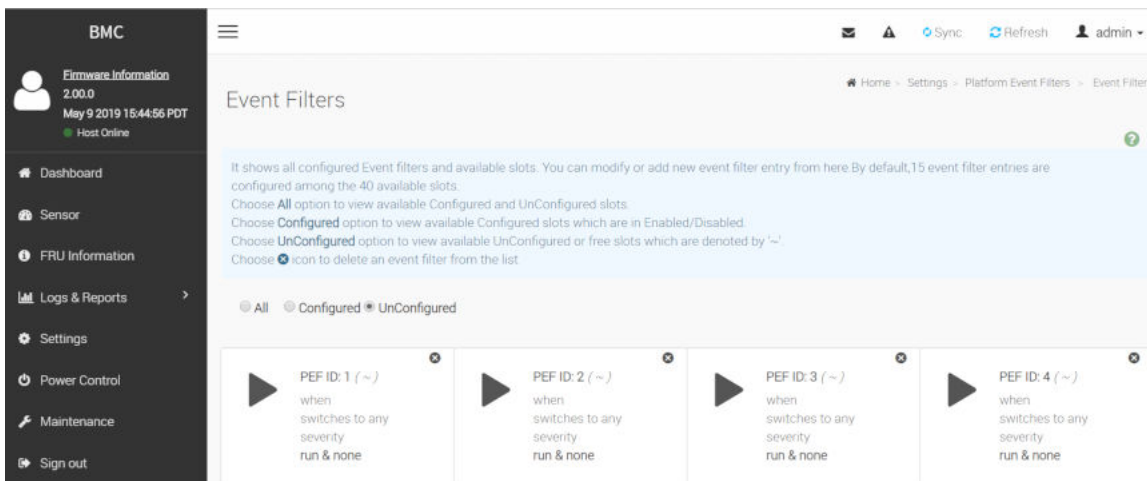 BMC
Sync
Refresh
admin
Firmware Information
2.00.0
May 9 2019 15:44:56 PDT
Host Online
Dashboard
Sensor
FRU Information
Logs & Reports >
Settings
Power Control
Maintenance
Sign out
Event Filters
Home > Settings > Platform Event Filters > Event Filter
It shows all configured Event filters and available slots. You can modify or add new event filter entry from here.By default,15 event filter entries are
configured among the 40 available slots.
Choose All option to view available Configured and UnConfigured slots.
Choose Configured option to view available Configured slots which are in Enabled/Disabled.
Choose UnConfigured option to view available UnConfigured or free slots which are denoted by '~'
Choose icon to delete an event filter from the list
All Configured UnConfigured
PEF ID: 1 (~)
when
switches to any
severity
run & none
PEF ID: 2 (~)
when
switches to any
severity
run & none
PEF ID: 3 (~)
when
switches to any
severity
run & none
PEF ID: 4 (~)
when
switches to any
severity
run & none